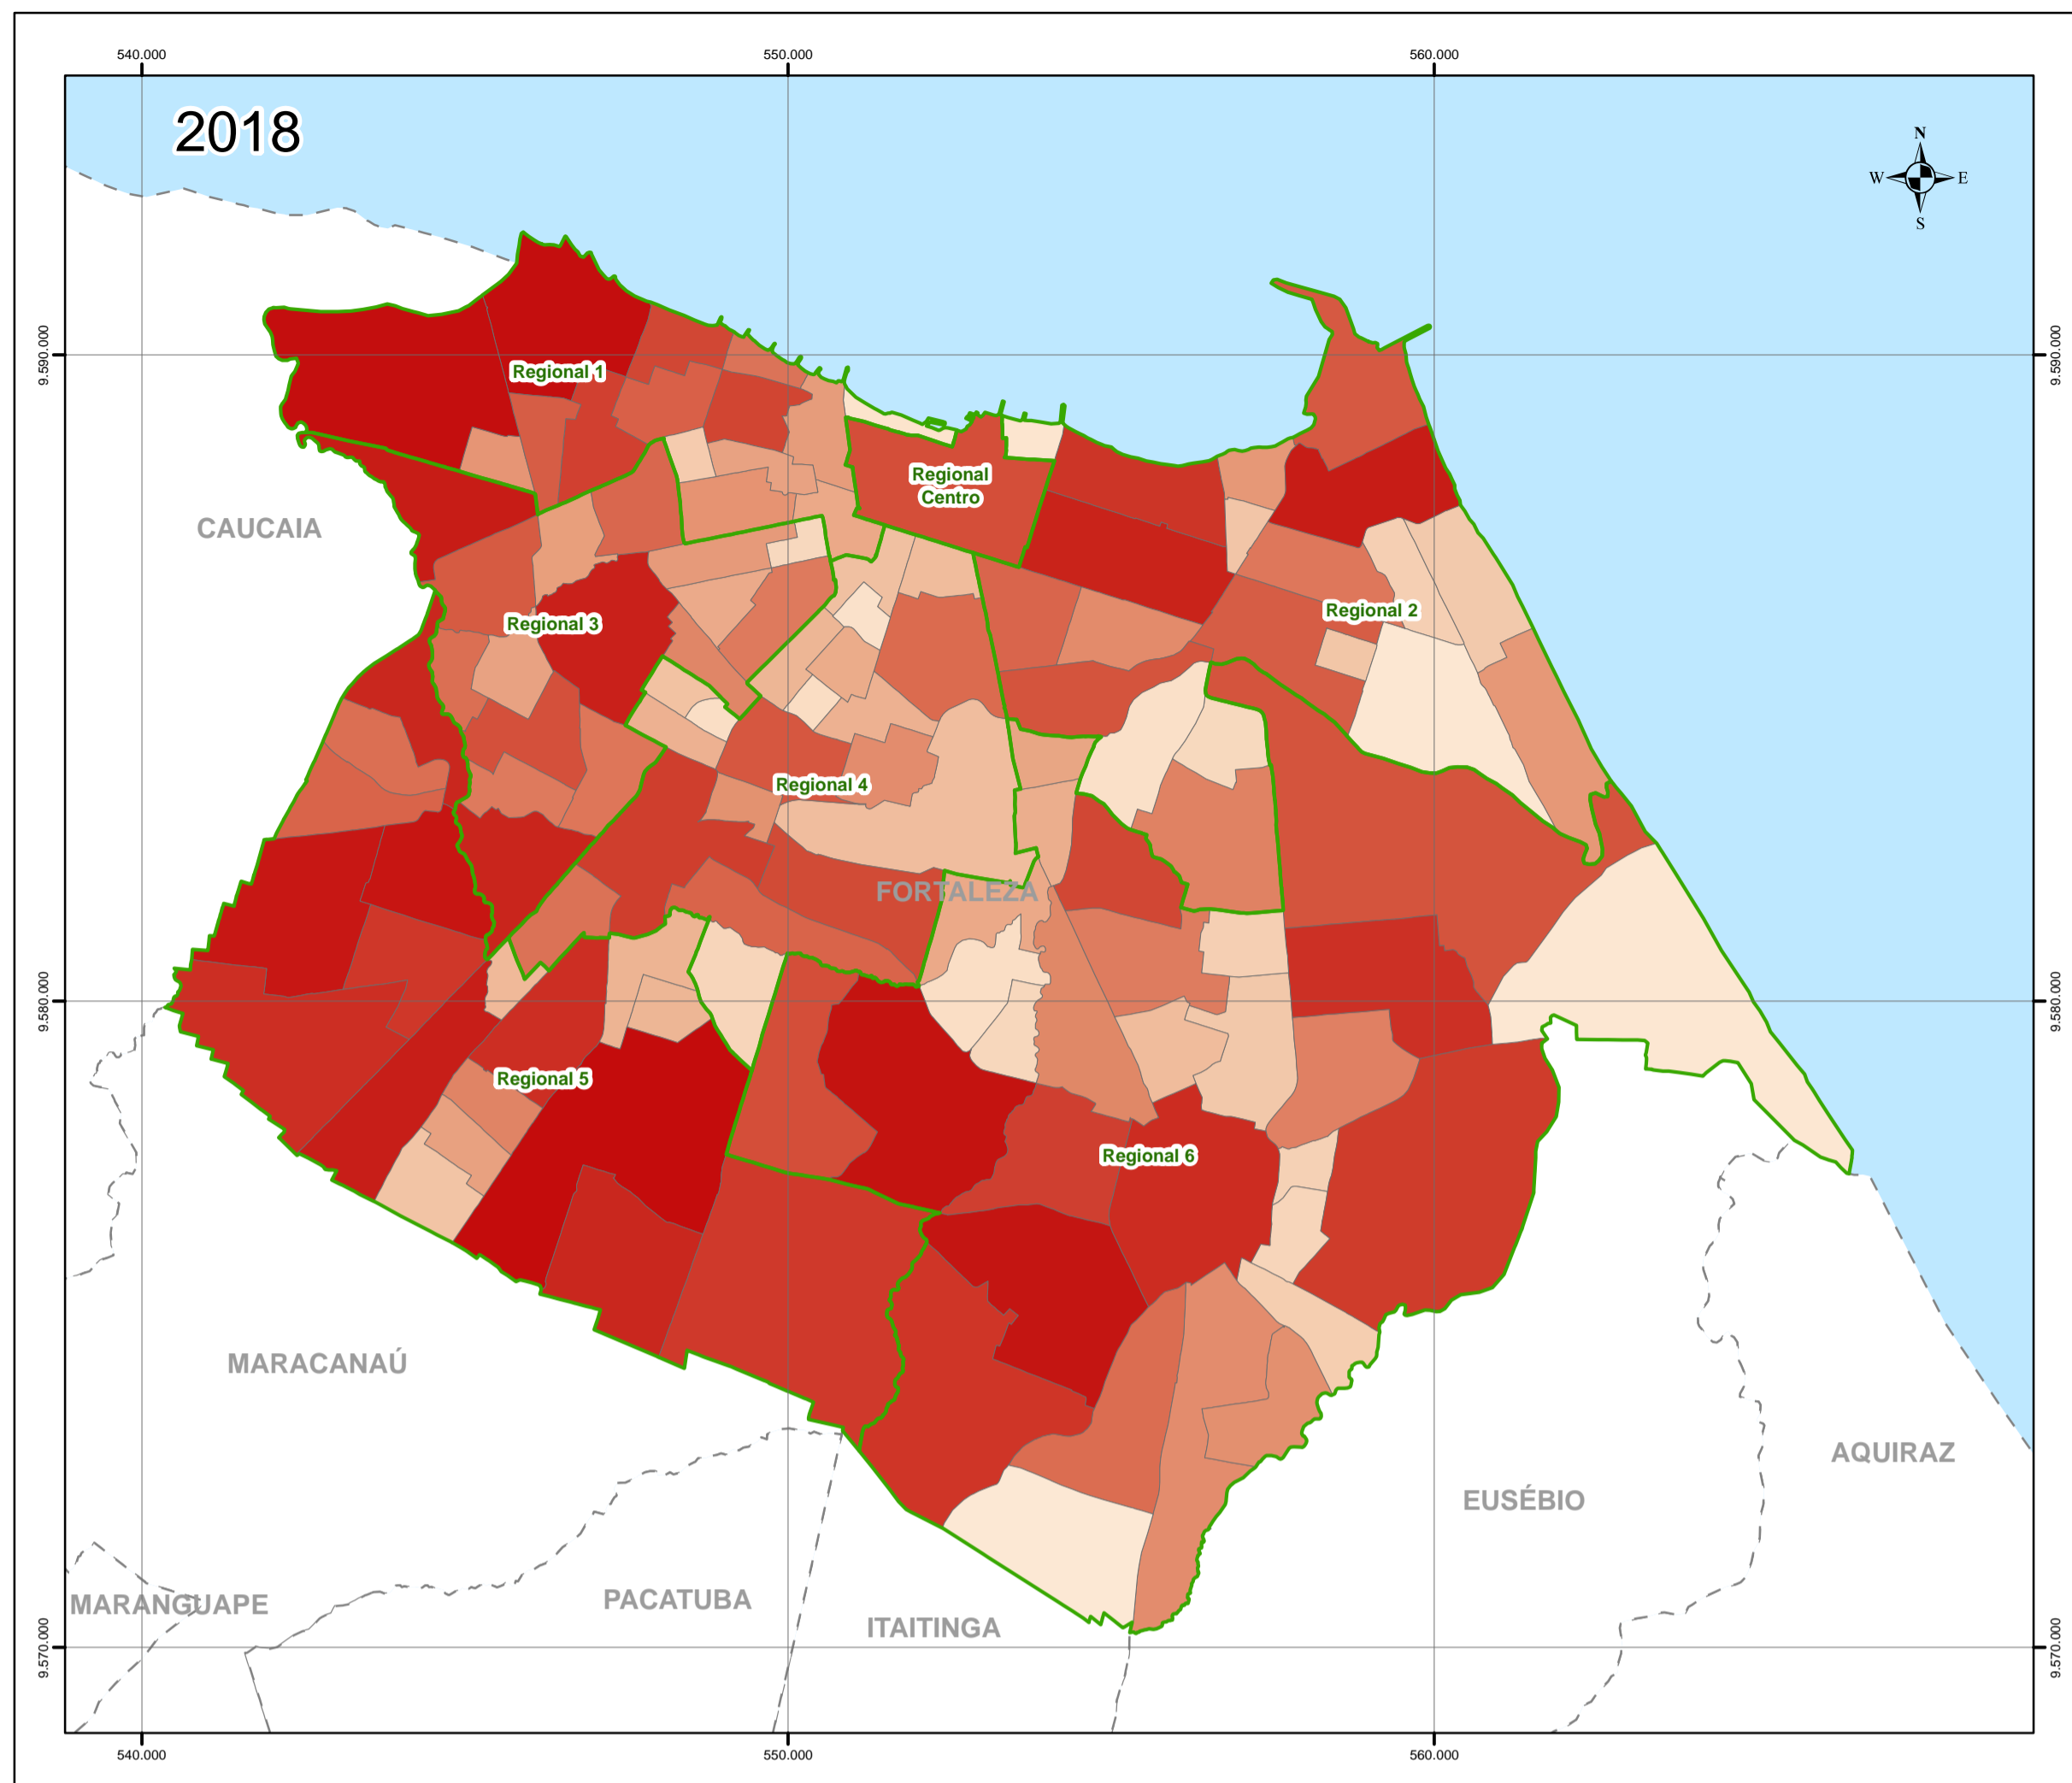 540.000
550.000
560.000
2018
N
W
E
S
9.590.000
9.590.000
Regional 1
Regional
Centro
CAUCAIA
Regional 2
Regional 3
Regional 4
FORTALEZA
9.580.000
9.580.000
Regional 5
Regional 6
MARACANAÚ
AQUIRAZ
EUSÉBIO
PACATUBA
MARANGUAPE
ITAITINGA
9.570.000
9.570.000
540.000
550.000
560.000